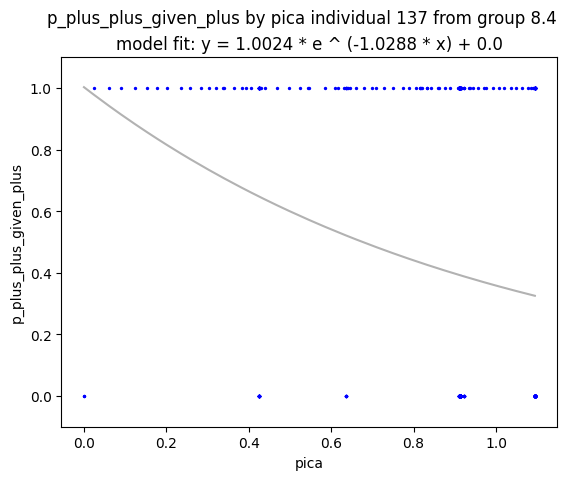 p_plus_plus_given_plus by pica individual 137 from group 8.4
model fit: y = 1.0024 * e ^ (-1.0288 * x) + 0.0
1.0
0.8
0.6
0.4
0.2
0.0
p_plus_plus_given_plus
0.0 0.2 0.4 0.6 0.8 1.0
pica